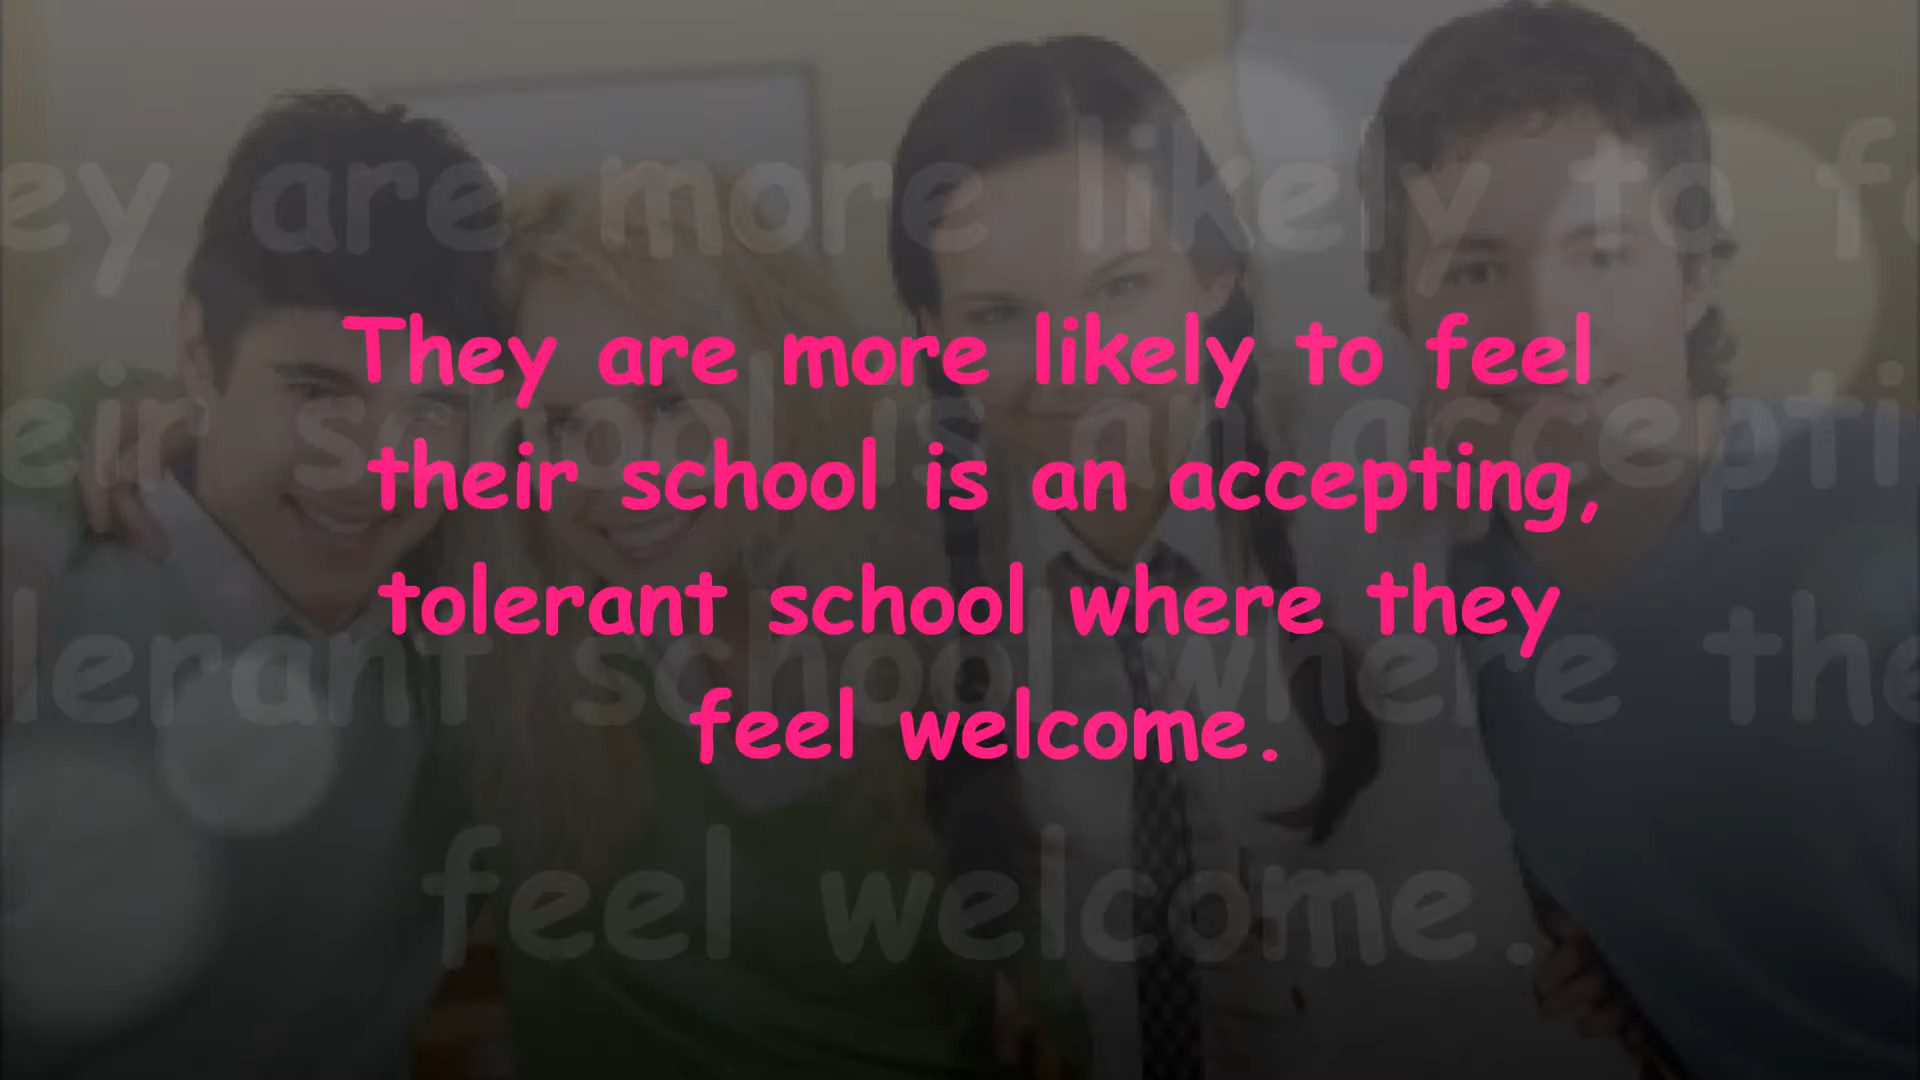 They are more likely to feel
their school is an accepting,
tolerant school where they
feel welcome.